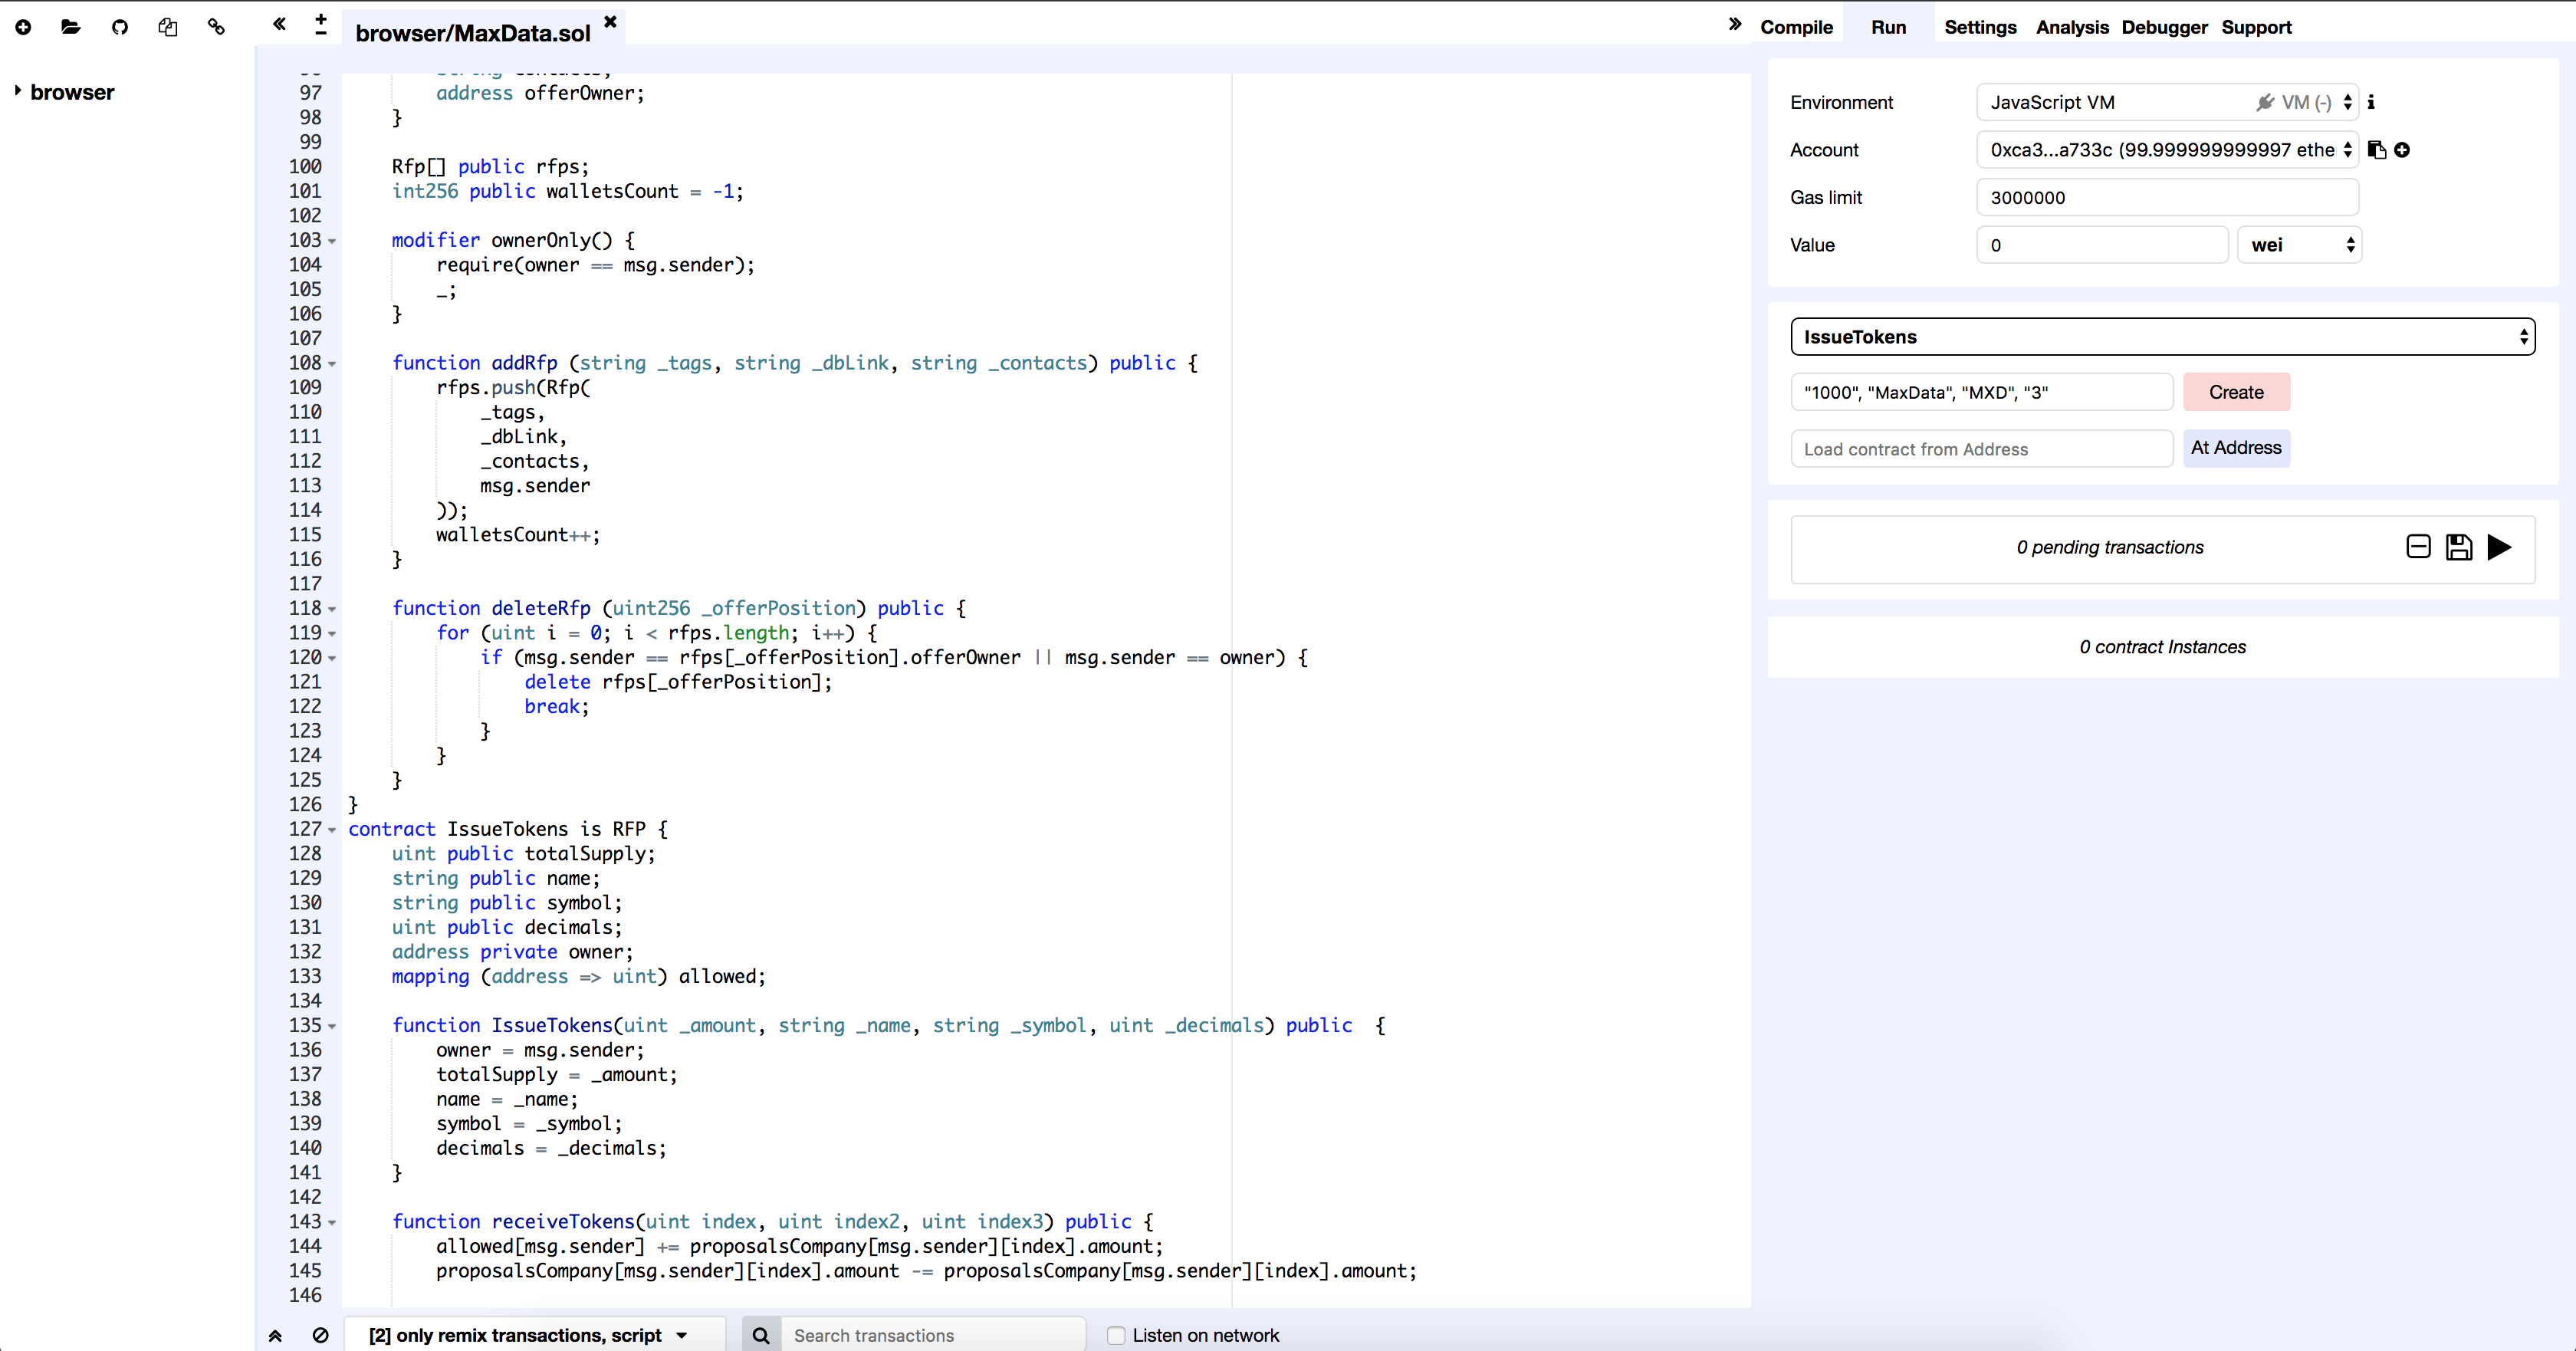 browser/MaxData.sol
Compile Run Settings Analysis Debugger Support
browser
97 address offerOwner;
98 }
99
100 Rfp[] public rfps;
101 int256 public walletsCount = -1;
102
103 modifier ownerOnly() {
104 require(owner == msg.sender);
105 _;
106 }
107
108 function addRfp (string _tags, string _dbLink, string _contacts) public {
109 rfps.push(Rfp(
110 _tags,
111 _dbLink,
112 _contacts,
113 msg.sender
114 ));
115 walletsCount++;
116 }
117
118 function deleteRfp (uint256 _offerPosition) public {
119 for (uint i = 0; i < rfps.length; i++) {
120 if (msg.sender == rfps[_offerPosition].offerOwner || msg.sender == owner) {
121 delete rfps[_offerPosition];
122 break;
123 }
124 }
125 }
126 }
127 contract IssueTokens is RFP {
128 uint public totalSupply;
129 string public name;
130 string public symbol;
131 uint public decimals;
132 address private owner;
133 mapping (address => uint) allowed;
134
135 function IssueTokens(uint _amount, string _name, string _symbol, uint _decimals) public {
136 owner = msg.sender;
137 totalSupply = _amount;
138 name = _name;
139 symbol = _symbol;
140 decimals = _decimals;
141 }
142
143 function receiveTokens(uint index, uint index2, uint index3) public {
144 allowed[msg.sender] += proposalsCompany[msg.sender][index].amount;
145 proposalsCompany[msg.sender][index].amount -= proposalsCompany[msg.sender][index].amount;
146
[2] only remix transactions, script
Search transactions
Listen on network
Environment JavaScript VM VM (-)
Account 0xca3...a733c (99.999999999997 ethe
Gas limit 3000000
Value 0 wei
IssueTokens
"1000", "MaxData", "MXD", "3" Create
Load contract from Address At Address
0 pending transactions
0 contract Instances